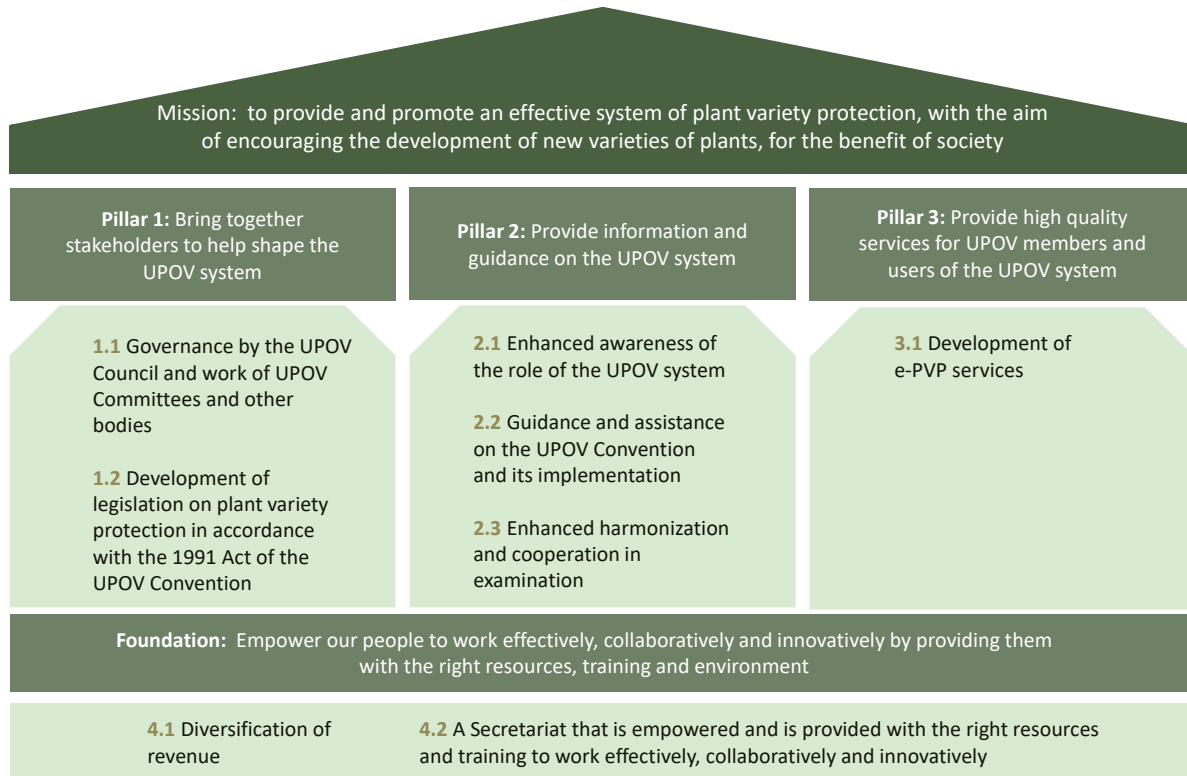 Mission: to provide and promote an effective system of plant variety protection, with the aim
of encouraging the development of new varieties of plants, for the benefit of society
Pillar 1: Bring together
stakeholders to help shape the
UPOV system
Pillar 2: Provide information and
guidance on the UPOV system
Pillar 3: Provide high quality
services for UPOV members and
users of the UPOV system
1.1 Governance by the UPOV
Council and work of UPOV
Committees and other
bodies
1.2 Development of
legislation on plant variety
protection in accordance
with the 1991 Act of the
UPOV Convention
2.1 Enhanced awareness of
the role of the UPOV system
2.2 Guidance and assistance
on the UPOV Convention
and its implementation
2.3 Enhanced harmonization
and cooperation in
examination
3.1 Development of
e-PVP services
Foundation: Empower our people to work effectively, collaboratively and innovatively by providing them
with the right resources, training and environment
4.1 Diversification of
revenue
4.2 A Secretariat that is empowered and is provided with the right resources
and training to work effectively, collaboratively and innovatively